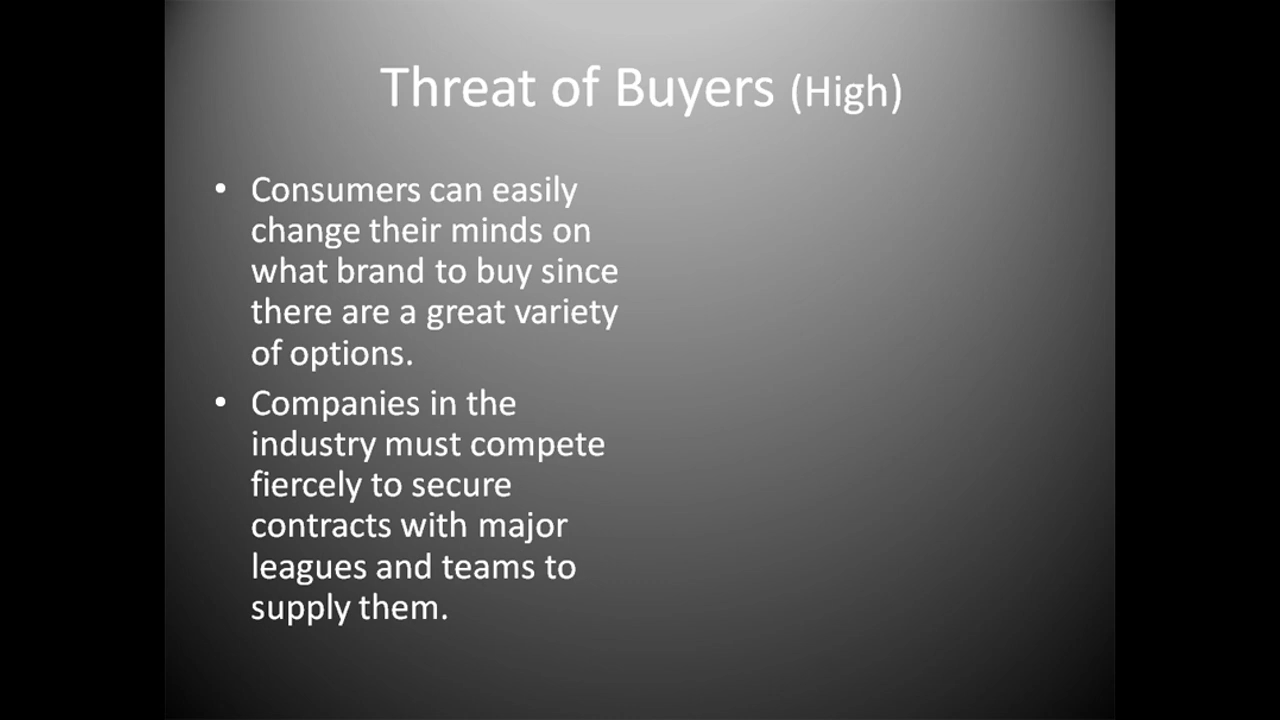 Threat of Buyers (High)
• Consumers can easily
change their minds on
what brand to buy since
there are a great variety
of options.
• Companies in the
industry must compete
fiercely to secure
contracts with major
leagues and teams to
supply them.